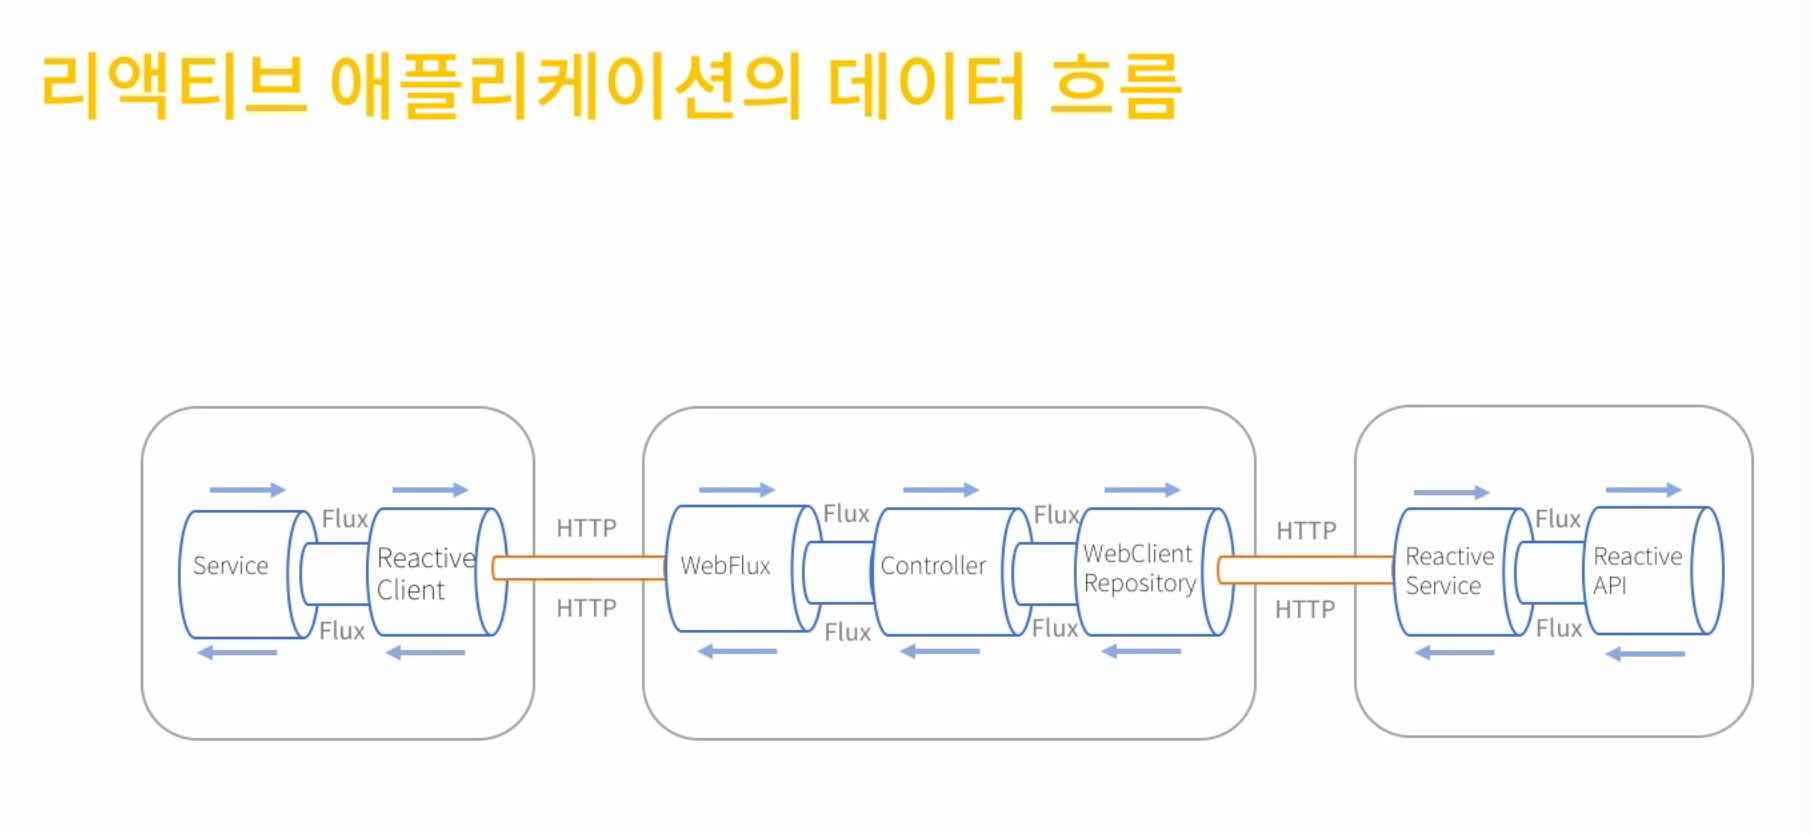 리액티브 애플리케이션의 데이터 흐름
Service
Flux
Flux
Reactive
Client
HTTP
HTTP
WebFlux
Flux
Flux
Controller
Flux
Flux
WebClient
Repository
HTTP
HTTP
Reactive
Service
Flux
Flux
Reactive
API